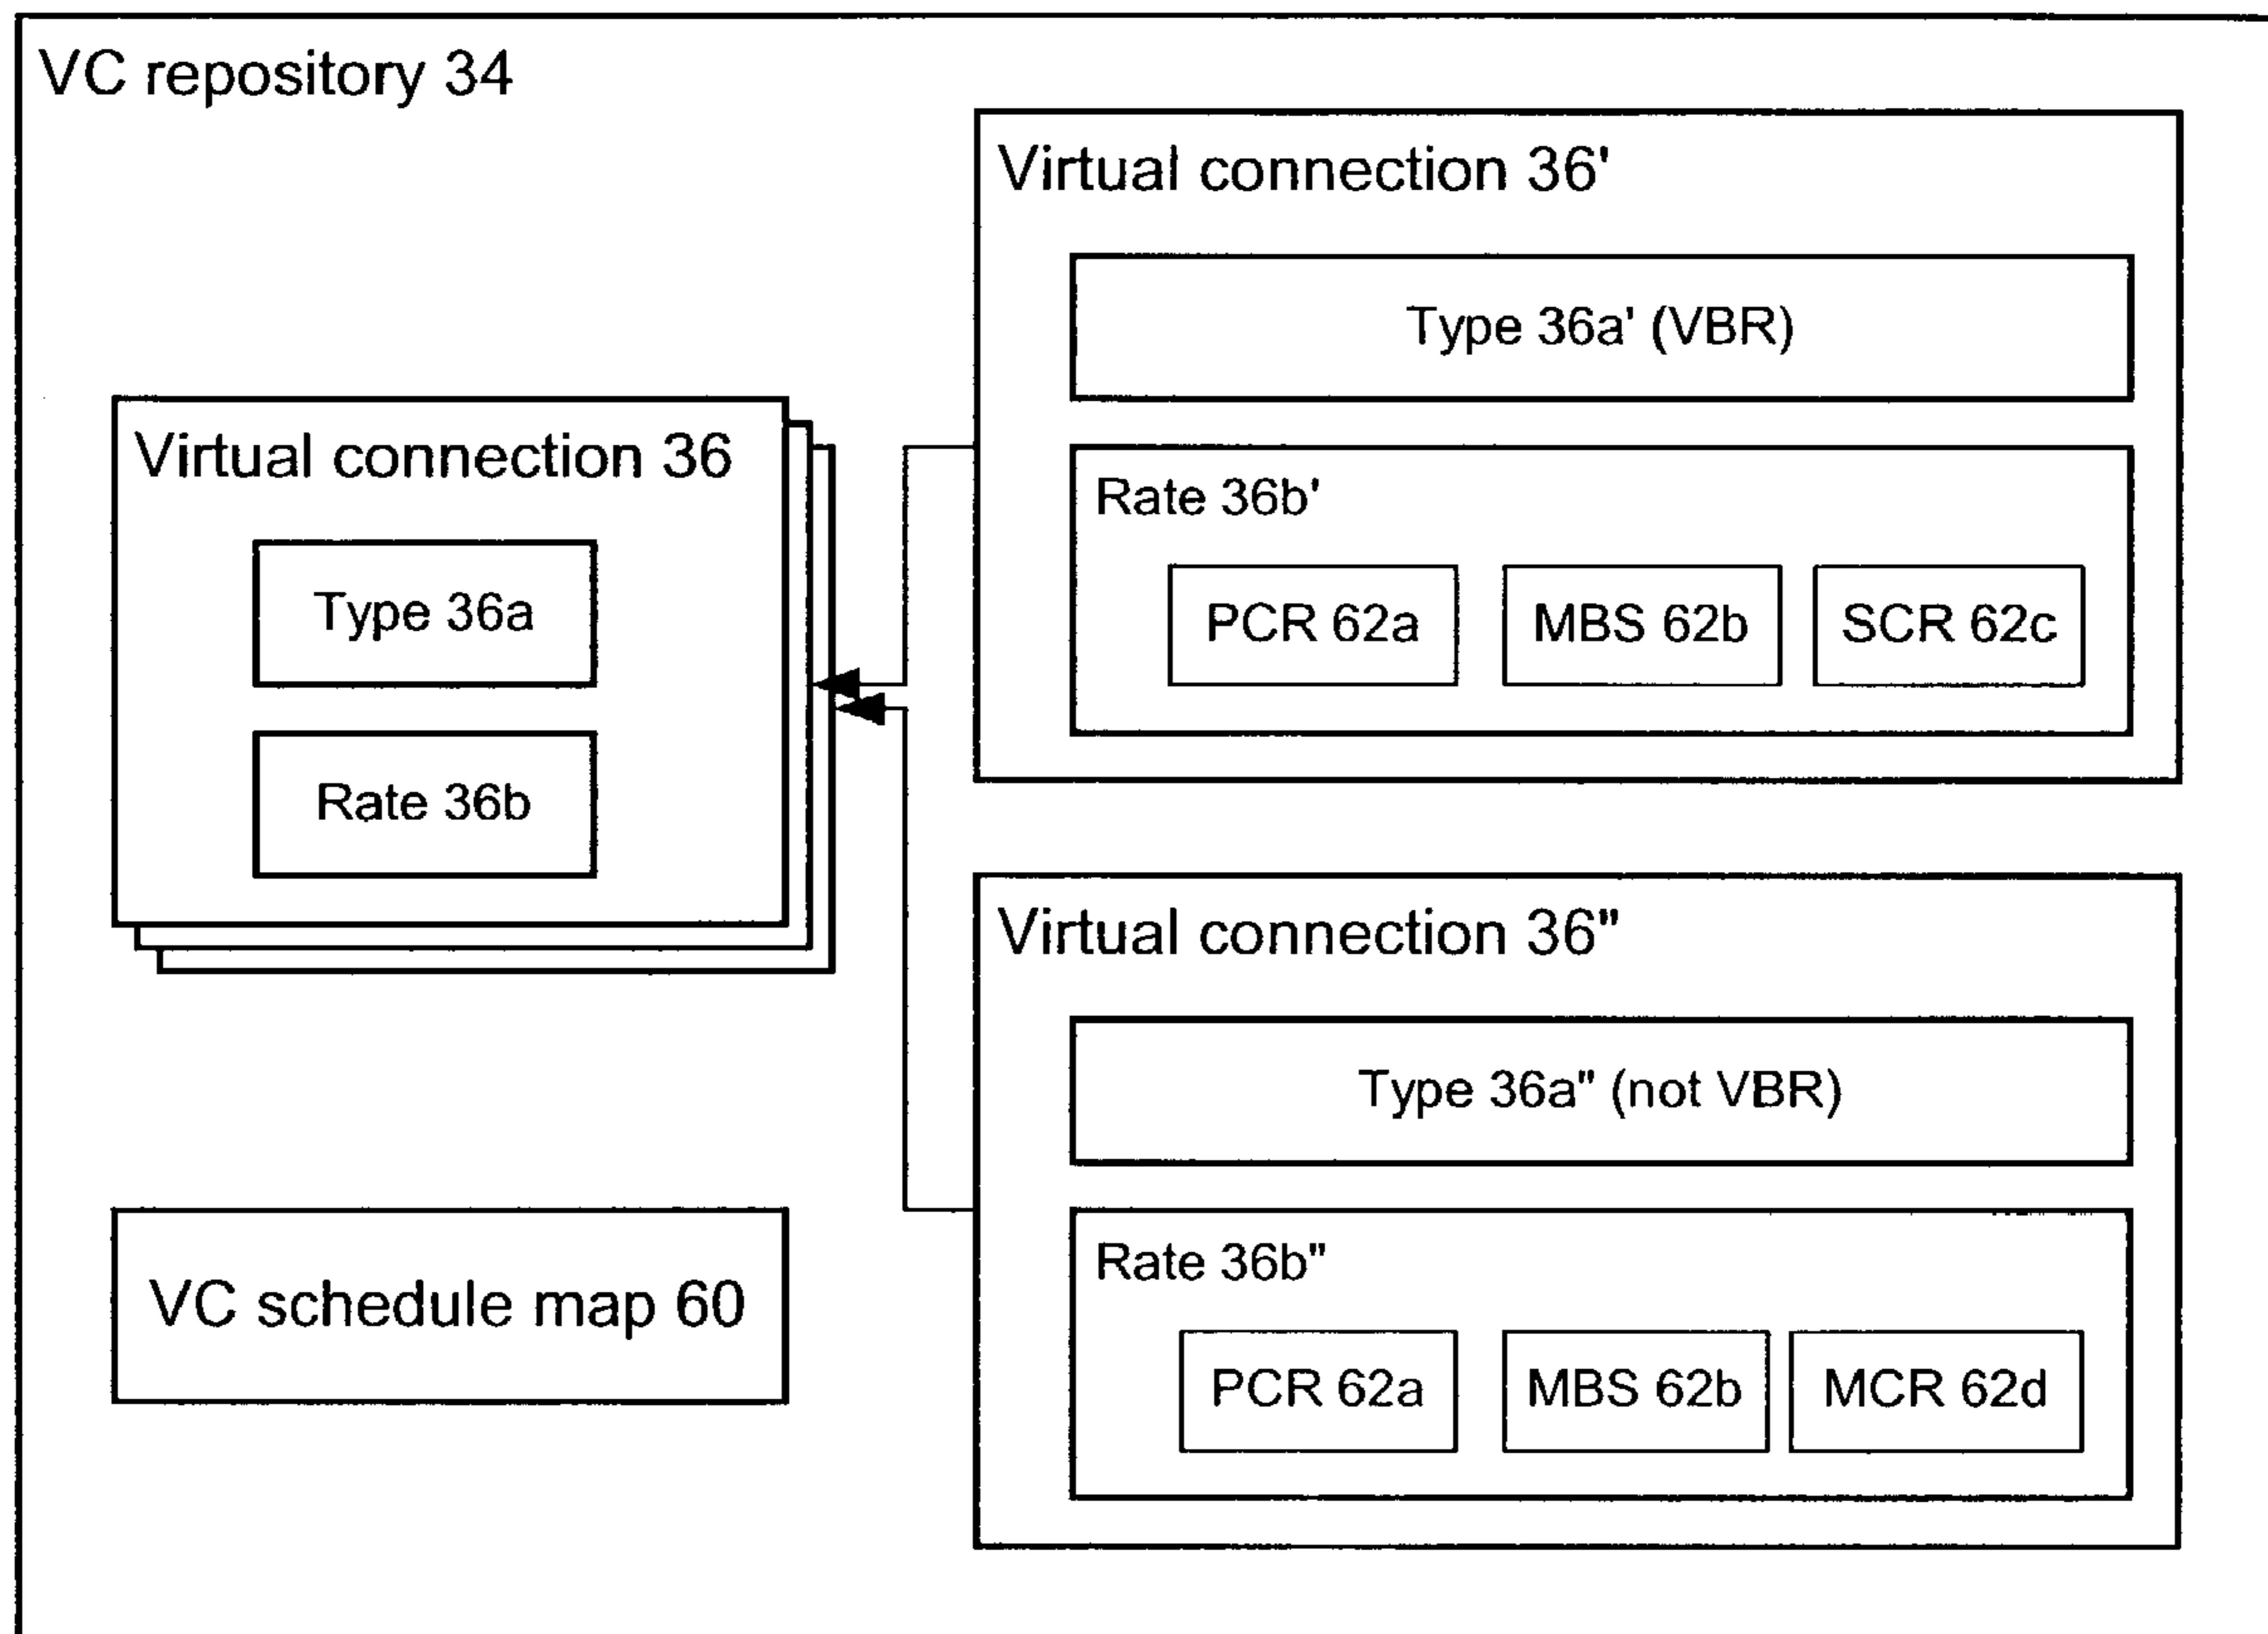 VC repository 34
Virtual connection 36'
Type 36a' (VBR)
Rate 36b'
PCR 62a
MBS 62b
SCR 62c
Virtual connection 36
Type 36a
Rate 36b
Virtual connection 36"
Type 36a" (not VBR)
Rate 36b"
PCR 62a
MBS 62b
MCR 62d
VC schedule map 60